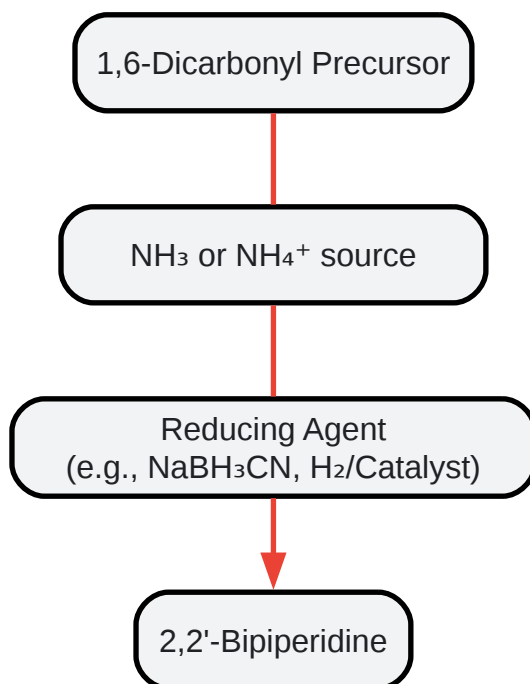 1,6-Dicarbonyl Precursor
NH₃ or NH₄⁺ source
Reducing Agent
(e.g., NaBH₃CN, H₂/Catalyst)
2,2'-Bipiperidine